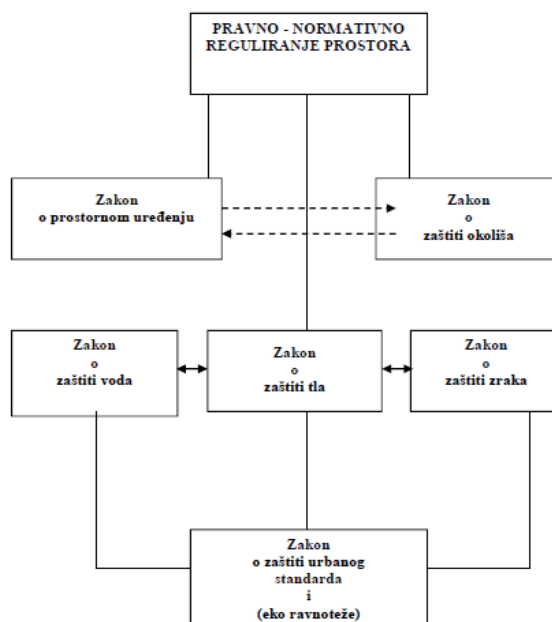 PRAVNO - NORMATIVNO
REGULIRANJE PROSTORA
Zakon
o prostornom uređenju
Zakon
o
zaštiti okoliša
Zakon
o
zaštiti voda
Zakon
o
zaštiti tla
Zakon
o
zaštiti zraka
Zakon
o zaštiti urbanog
standarda
i
(eko ravnoteže)